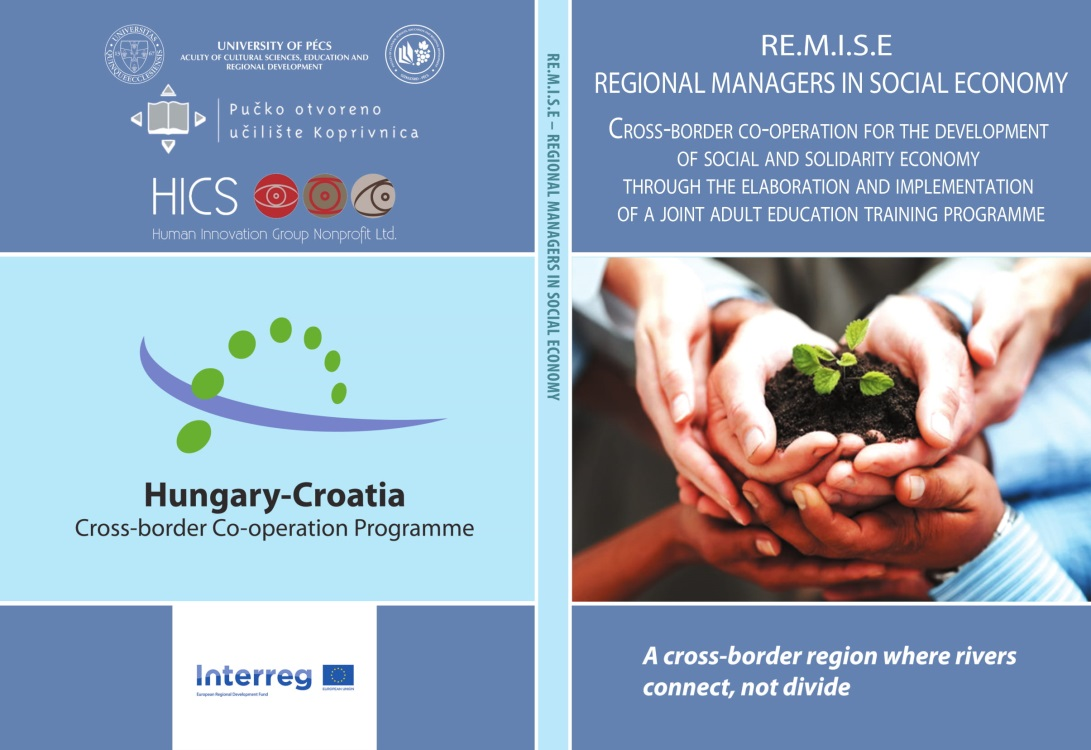 UNIVERSITY OF PÉCS
ACULTY OF CULTURAL SCIENCES, EDUCATION AND
REGIONAL DEVELOPMENT
Pučko otvoreno
učilište Koprivnica
HICS
Human Innovation Group Nonprofit Ltd.
Hungary-Croatia
Cross-border Co-operation Programme
Interreg
European Regional Development Fund
EUROPEAN UNION
RE.M.I.S.E – REGIONAL MANAGERS IN SOCIAL ECONOMY
RE.M.I.S.E
REGIONAL MANAGERS IN SOCIAL ECONOMY
CROSS-BORDER CO-OPERATION FOR THE DEVELOPMENT
OF SOCIAL AND SOLIDARITY ECONOMY
THROUGH THE ELABORATION AND IMPLEMENTATION
OF A JOINT ADULT EDUCATION TRAINING PROGRAMME
A cross-border region where rivers
connect, not divide